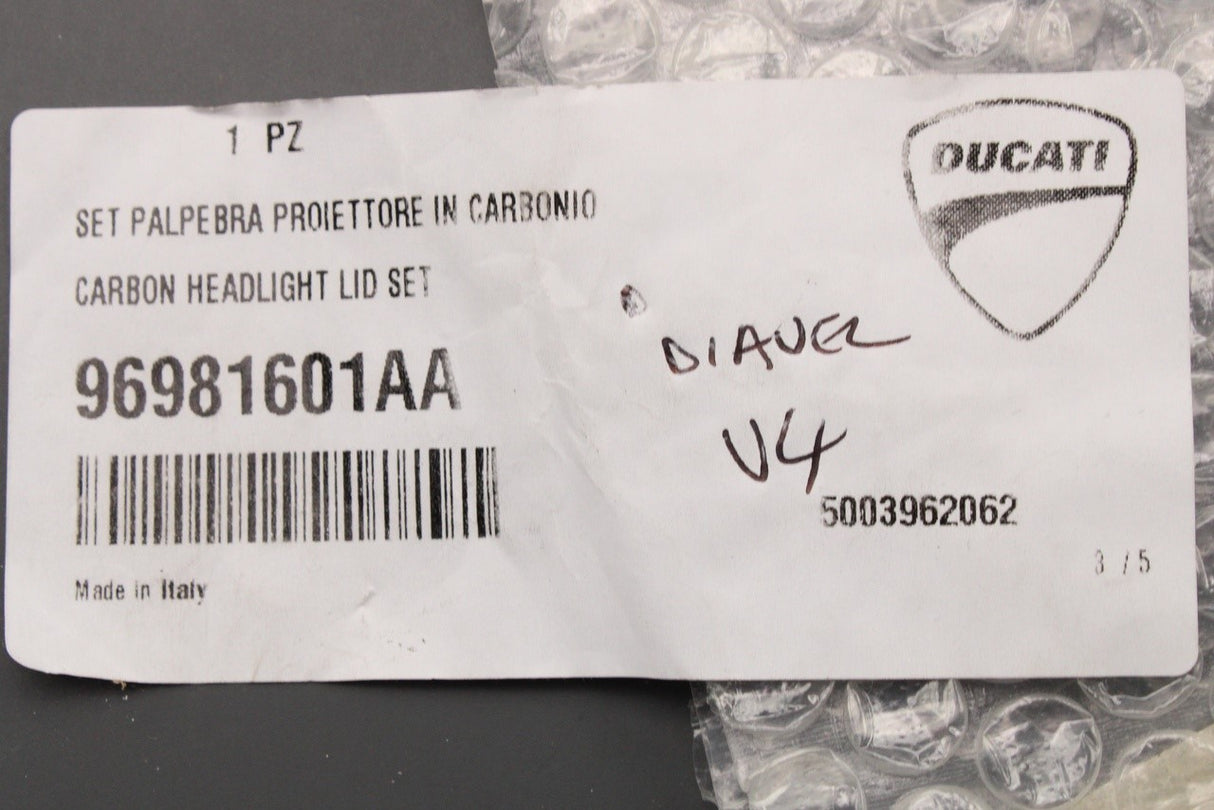 1 PZ
DUCATI
SET PALPEBRA PROIETTORE IN CARBONIO
CARBON HEADLIGHT LID SET
96981601AA
DIAVEL
V4
5003962062
3 / 5
Made in Italy